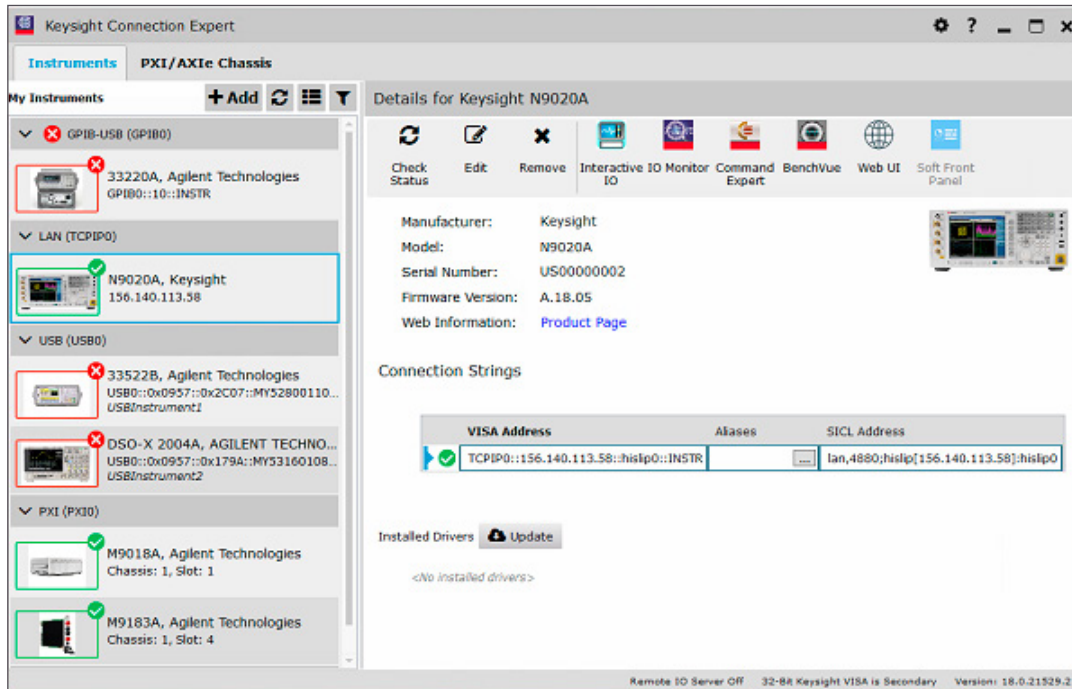 Keysight Connection Expert
Instruments PXI/AXIe Chassis
My Instruments
+ Add
GPIB-USB (GPIB0)
33220A, Agilent Technologies
GPIB0::10::INSTR
LAN (TCPIP0)
N9020A, Keysight
156.140.113.58
USB (USB0)
33522B, Agilent Technologies
USB0::0x0957::0x2C07::MY52800110...
USBInstrument1
DSO-X 2004A, AGILENT TECHNO...
USB0::0x0957::0x179A::MY53160108...
USBInstrument2
PXI (PXI0)
M9018A, Agilent Technologies
Chassis: 1, Slot: 1
M9183A, Agilent Technologies
Chassis: 1, Slot: 4
Details for Keysight N9020A
Check Status
Edit
Remove
Interactive IO
IO Monitor
Command Expert
BenchVue
Web UI
Soft Front Panel
Manufacturer: Keysight
Model: N9020A
Serial Number: US00000002
Firmware Version: A.18.05
Web Information: Product Page
Connection Strings
VISA Address Aliases SICL Address
TCPIP0::156.140.113.58::hislip0::INSTR ... lan,4880;hislip[156.140.113.58]:hislip0
Installed Drivers Update
<No installed drivers>
Remote IO Server Off 32-Bit Keysight VISA is Secondary Version: 18.0.21529.2